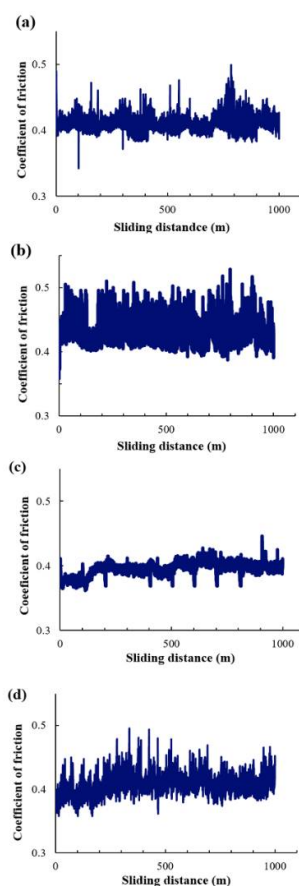 (a)
0.5
Coefficient of friction
0.4
0.3
0 500 1000
Sliding distandce (m)
(b)
0.5
Coefficient of friction
0.4
0.3
0 500 1000
Sliding distance (m)
(c)
0.5
Coeefficient of friction
0.4
0.3
0 500 1000
Sliding distance (m)
(d)
0.5
Coefficient of friction
0.4
0.3
0 500 1000
Sliding distance (m)